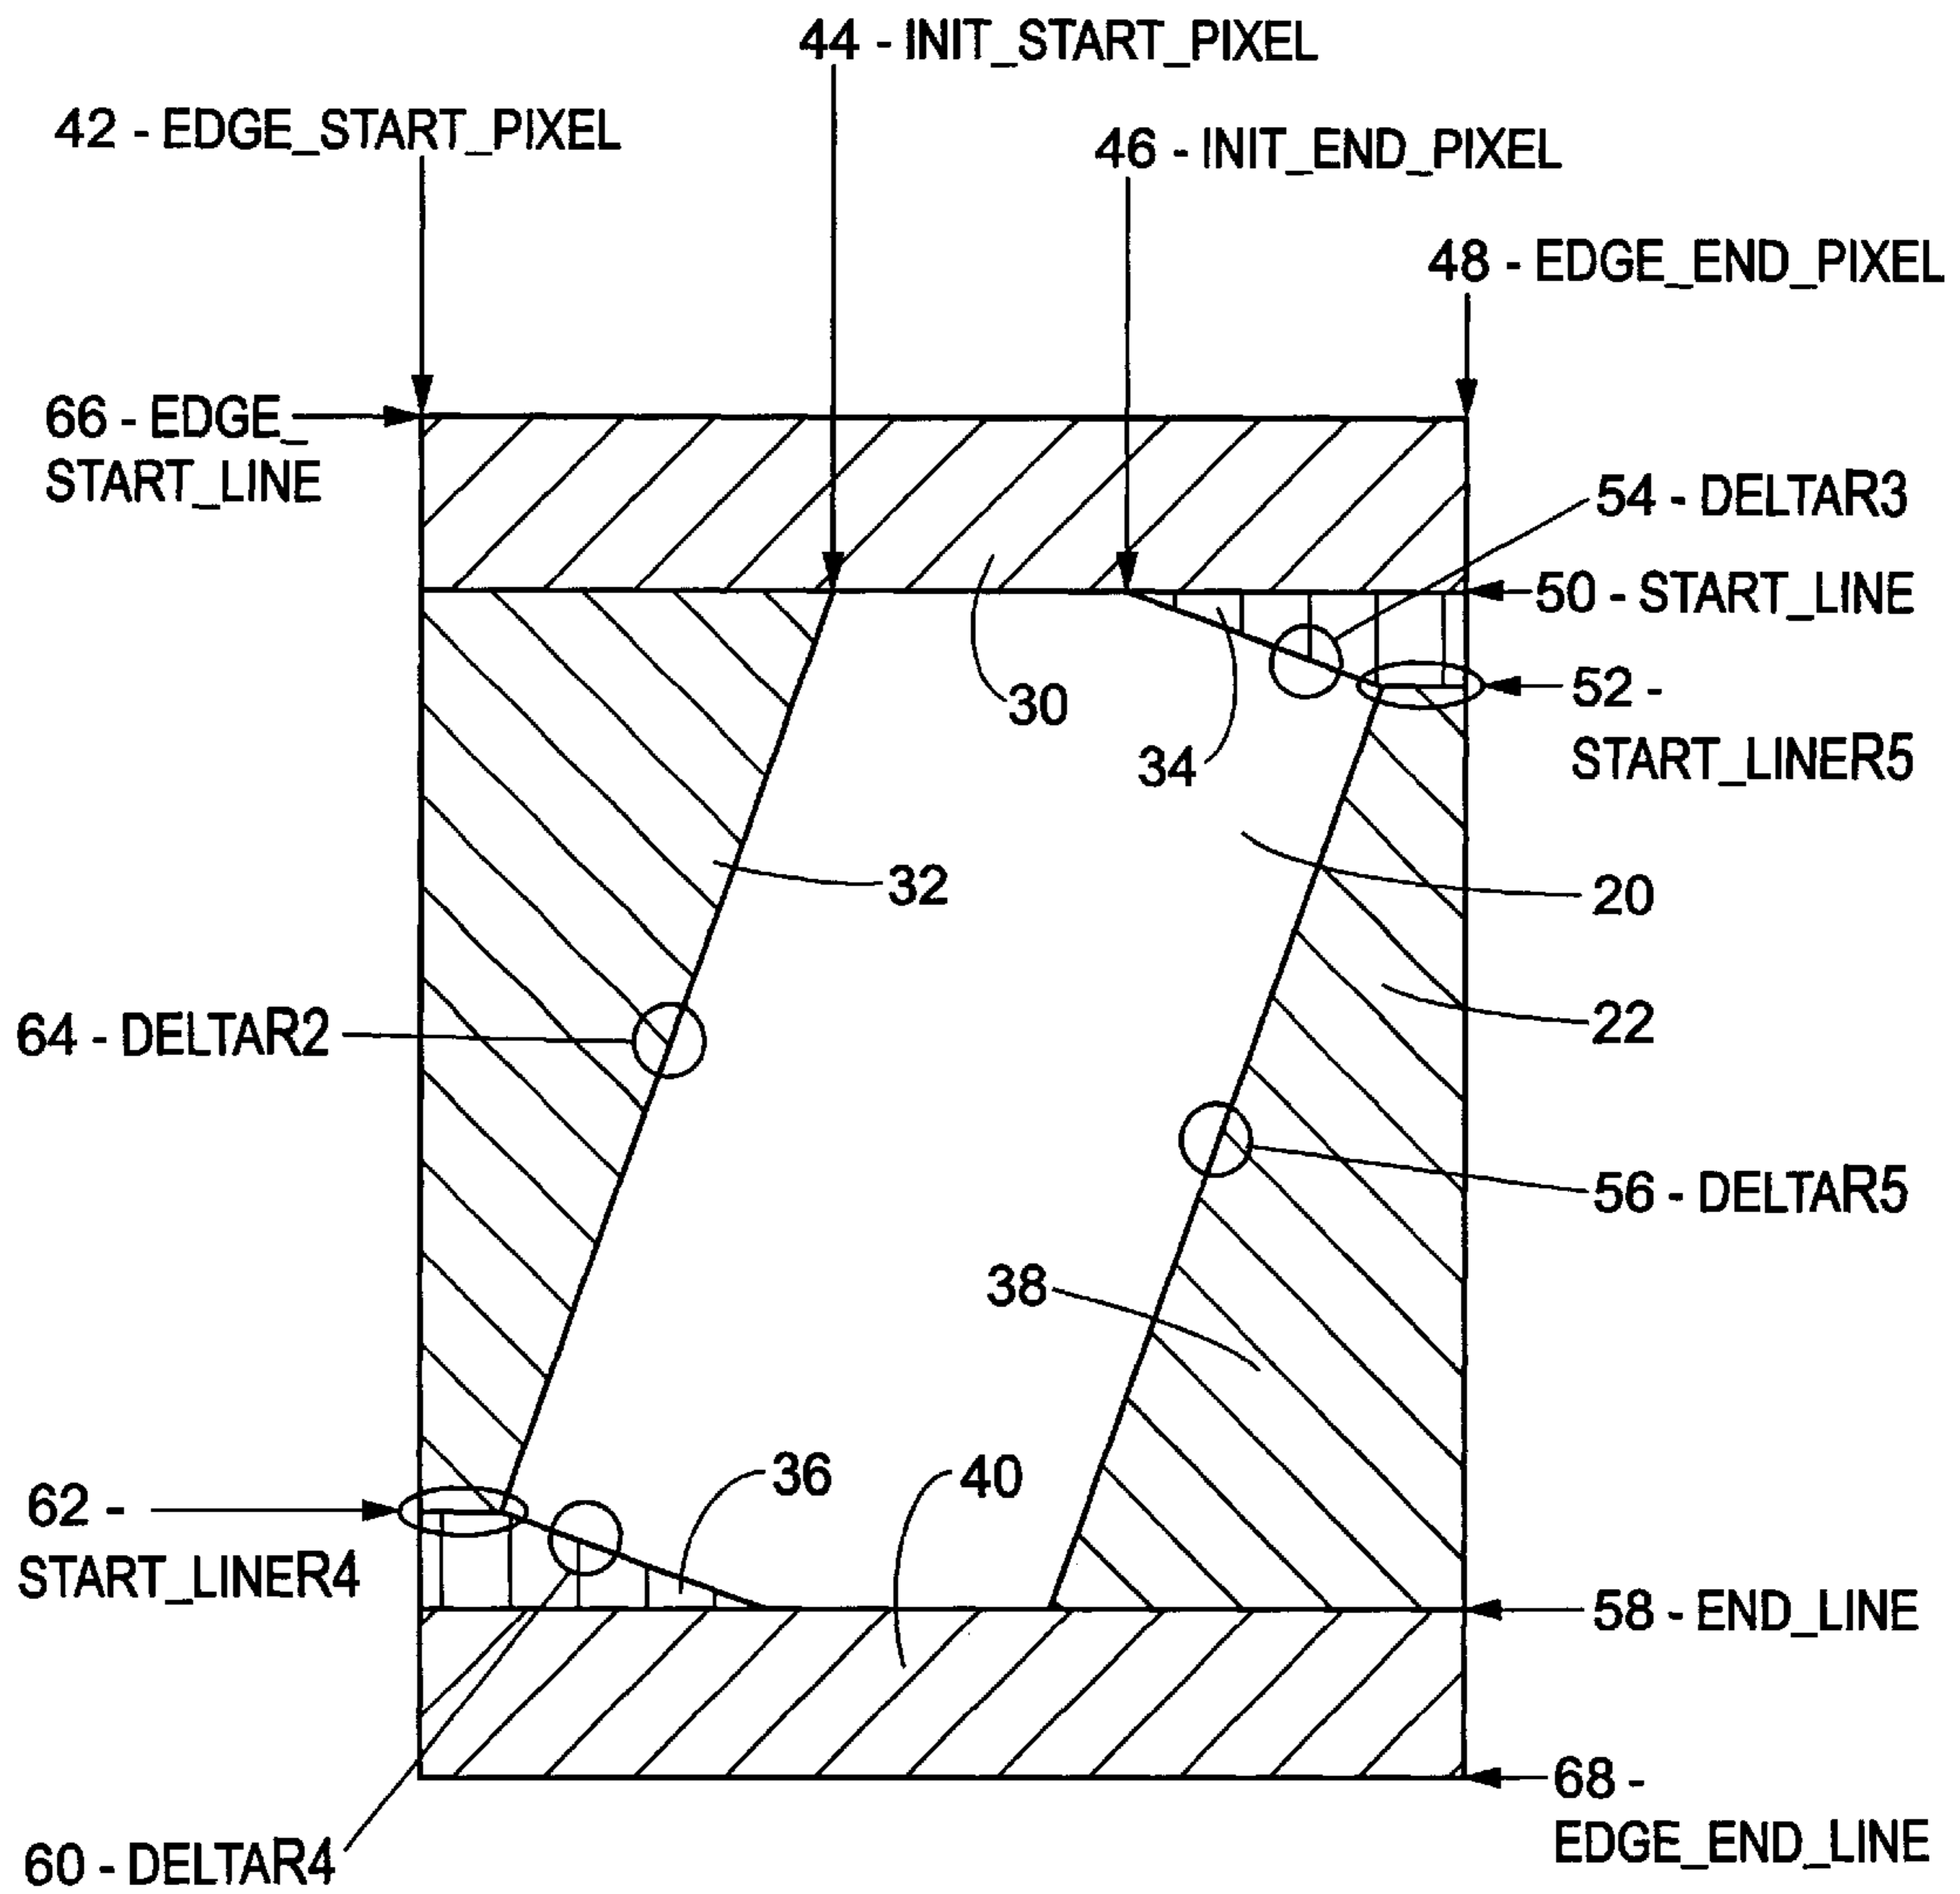 44 - INIT_START_PIXEL
42 - EDGE_START_PIXEL
46 - INIT_END_PIXEL
48 - EDGE_END_PIXEL
66 - EDGE_
START_LINE
54 - DELTAR3
50 - START_LINE
30
34
52 -
START_LINER5
32
20
64 - DELTAR2
22
56 - DELTAR5
38
36
40
62 -
START_LINER4
58 - END_LINE
60 - DELTAR4
68 -
EDGE_END_LINE